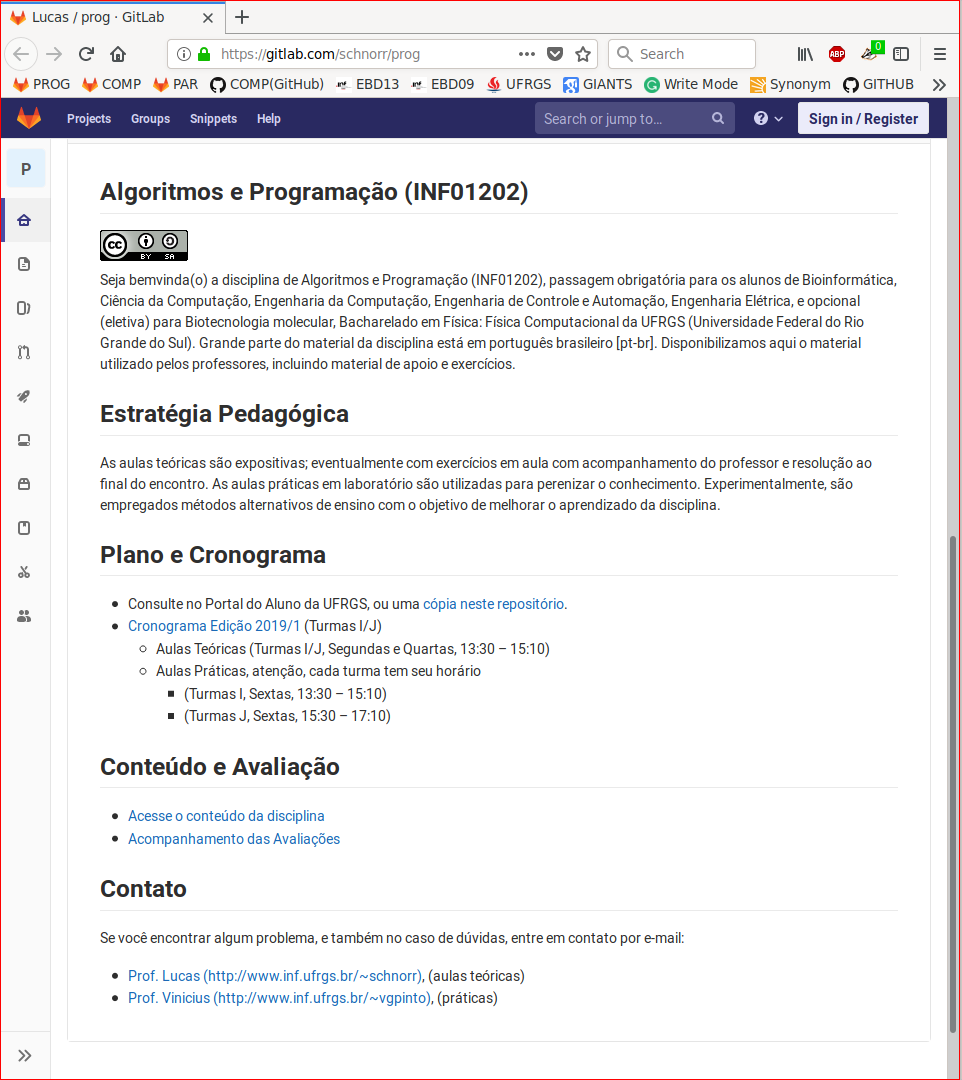 Lucas / prog · GitLab
https://gitlab.com/schnorr/prog
Search
ABP
0
PROG COMP PAR COMP(GitHub) EBD13 EBD09 UFRGS GIANTS Write Mode Synonym GITHUB
Projects Groups Snippets Help Search or jump to… Sign in / Register
P
Algoritmos e Programação (INF01202)
cc BY SA
Seja bemvinda(o) a disciplina de Algoritmos e Programação (INF01202), passagem obrigatória para os alunos de Bioinformática,
Ciência da Computação, Engenharia da Computação, Engenharia de Controle e Automação, Engenharia Elétrica, e opcional
(eletiva) para Biotecnologia molecular, Bacharelado em Física: Física Computacional da UFRGS (Universidade Federal do Rio
Grande do Sul). Grande parte do material da disciplina está em português brasileiro [pt-br]. Disponibilizamos aqui o material
utilizado pelos professores, incluindo material de apoio e exercícios.
Estratégia Pedagógica
As aulas teóricas são expositivas; eventualmente com exercícios em aula com acompanhamento do professor e resolução ao
final do encontro. As aulas práticas em laboratório são utilizadas para perenizar o conhecimento. Experimentalmente, são
empregados métodos alternativos de ensino com o objetivo de melhorar o aprendizado da disciplina.
Plano e Cronograma
• Consulte no Portal do Aluno da UFRGS, ou uma cópia neste repositório.
• Cronograma Edição 2019/1 (Turmas I/J)
○ Aulas Teóricas (Turmas I/J, Segundas e Quartas, 13:30 – 15:10)
○ Aulas Práticas, atenção, cada turma tem seu horário
▪ (Turmas I, Sextas, 13:30 – 15:10)
▪ (Turmas J, Sextas, 15:30 – 17:10)
Conteúdo e Avaliação
• Acesse o conteúdo da disciplina
• Acompanhamento das Avaliações
Contato
Se você encontrar algum problema, e também no caso de dúvidas, entre em contato por e-mail:
• Prof. Lucas (http://www.inf.ufrgs.br/~schnorr), (aulas teóricas)
• Prof. Vinicius (http://www.inf.ufrgs.br/~vgpinto), (práticas)